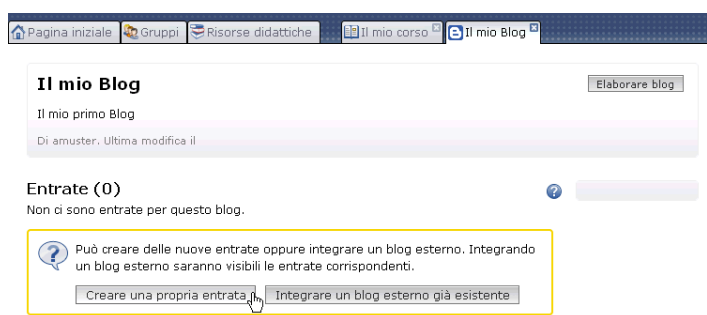 Pagina iniziale Gruppi Risorse didattiche Il mio corso Il mio Blog
Il mio Blog Elaborare blog
Il mio primo Blog
Di amuster. Ultima modifica il
Entrate (0)
Non ci sono entrate per questo blog.
Può creare delle nuove entrate oppure integrare un blog esterno. Integrando
un blog esterno saranno visibili le entrate corrispondenti.
Creare una propria entrata Integrare un blog esterno già esistente